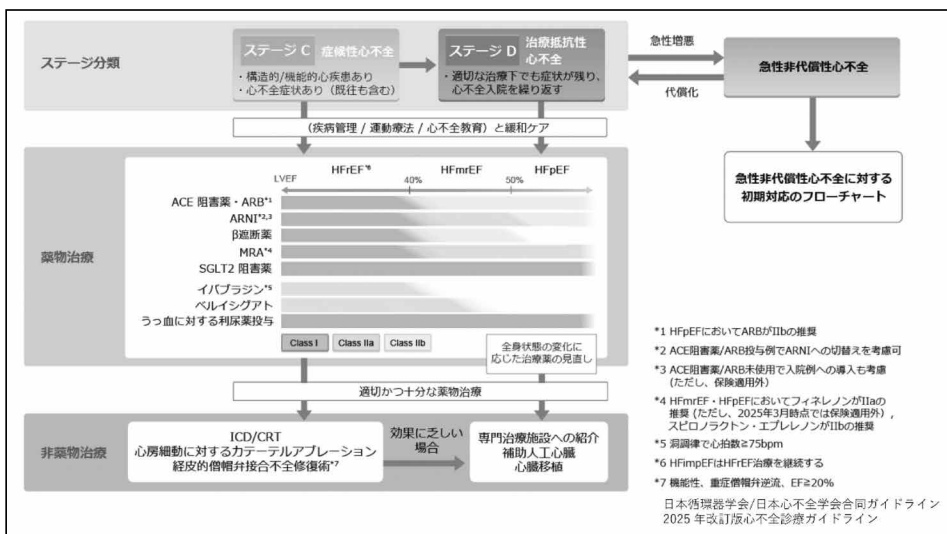 ステージ分類
ステージ C 症候性心不全
・構造的/機能的心疾患あり
・心不全症状あり（既往も含む）
ステージ D 治療抵抗性
心不全
・適切な治療下でも症状が残り、
心不全入院を繰り返す
急性増悪
代償化
急性非代償性心不全
急性非代償性心不全に対する
初期対応のフローチャート
(疾病管理 / 運動療法 / 心不全教育）と緩和ケア
薬物治療
HFrEF*6 HFmrEF HFpEF
LVEF 40% 50%
ACE 阻害薬・ARB*1
ARNI*2,3
β遮断薬
MRA*4
SGLT2 阻害薬
イバブラジン*5
ベルイシグアト
うっ血に対する利尿薬投与
Class I Class IIa Class IIb
全身状態の変化に
応じた治療薬の見直し
適切かつ十分な薬物治療
非薬物治療
ICD/CRT
心房細動に対するカテーテルアブレーション
経皮的僧帽弁接合不全修復術*7
効果に乏しい
場合
専門治療施設への紹介
補助人工心臓
心臓移植
*1 HFpEFにおいてARBがIIbの推奨
*2 ACE阻害薬/ARB投与例でARNIへの切替えを考慮可
*3 ACE阻害薬/ARB未使用で入院例への導入も考慮
(ただし、保険適用外）
*4 HFmrEF・HFpEFにおいてフィネレノンがIIaの
推奨 (ただし、2025年3月時点では保険適用外）,
スピロノラクトン・エプレレノンがIIbの推奨
*5 洞調律で心拍数≧75bpm
*6 HFimpEFはHFrEF治療を継続する
*7 機能性、重症僧帽弁逆流、EF≧20%
日本循環器学会/日本心不全学会合同ガイドライン
2025 年改訂版心不全診療ガイドライン